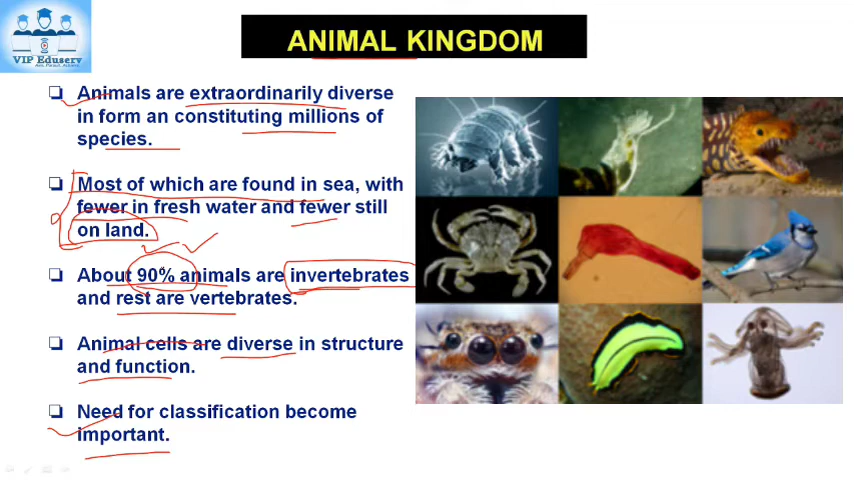 VIP Eduserv
ANIMAL KINGDOM
❑ Animals are extraordinarily diverse
in form an constituting millions of
species.
❑ Most of which are found in sea, with
fewer in fresh water and fewer still
on land.
❑ About 90% animals are invertebrates
and rest are vertebrates.
❑ Animal cells are diverse in structure
and function.
❑ Need for classification become
important.